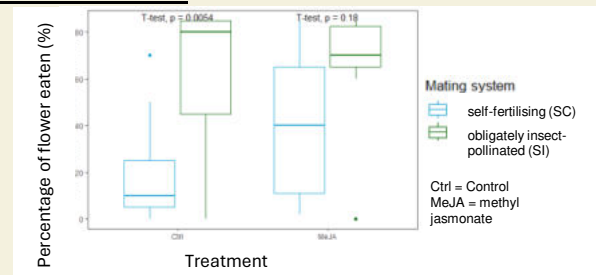 Percentage of flower eaten (%)
T-test, p = 0.0054
T-test, p = 0.18
80
60
40
20
0
Ctrl
MeJA
Treatment
Mating system
self-fertilising (SC)
obligately insect-
pollinated (SI)
Ctrl = Control
MeJA = methyl
jasmonate